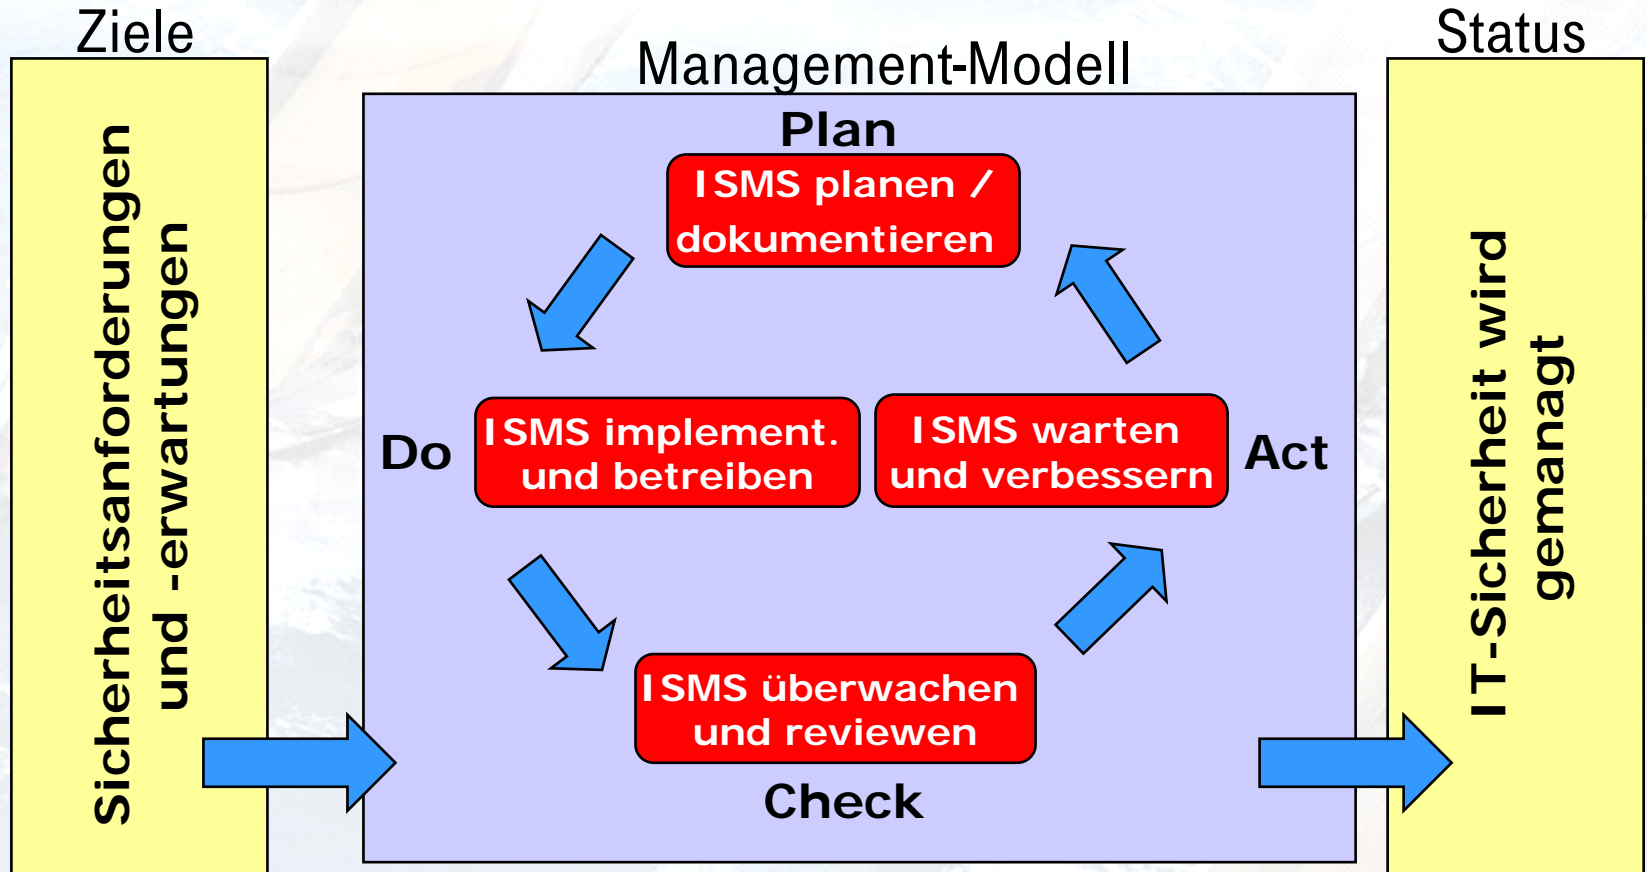 Ziele
Sicherheitsanforderungen
und -erwartungen
Management-Modell
Plan
ISMS planen /
dokumentieren
Do
ISMS implement.
und betreiben
ISMS warten
und verbessern
Act
ISMS überwachen
und reviewen
Check
Status
IT-Sicherheit wird
gemanagt